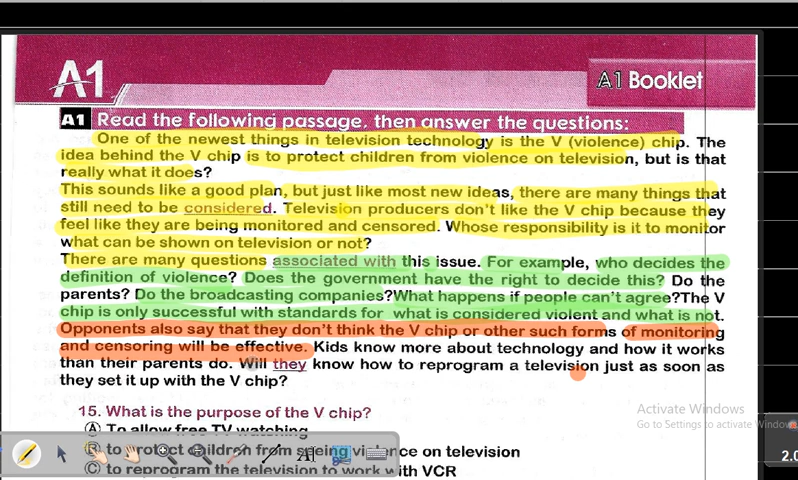 A1
A1 Booklet
A1 Read the following passage, then answer the questions:
One of the newest things in television technology is the V (violence) chip. The
idea behind the V chip is to protect children from violence on television, but is that
really what it does?
This sounds like a good plan, but just like most new ideas, there are many things that
still need to be considered. Television producers don't like the V chip because they
feel like they are being monitored and censored. Whose responsibility is it to monitor
what can be shown on television or not?
There are many questions associated with this issue. For example, who decides the
definition of violence? Does the government have the right to decide this? Do the
parents? Do the broadcasting companies?What happens if people can't agree?The V
chip is only successful with standards for what is considered violent and what is not.
Opponents also say that they don't think the V chip or other such forms of monitoring
and censoring will be effective. Kids know more about technology and how it works
than their parents do. Will they know how to reprogram a television just as soon as
they set it up with the V chip?
15. What is the purpose of the V chip?
A To allow free TV watching
B to protect children from seeing violence on television
C to reprogram the television to work with VCR
Activate Windows
Go to Settings to activate Windows
2.0